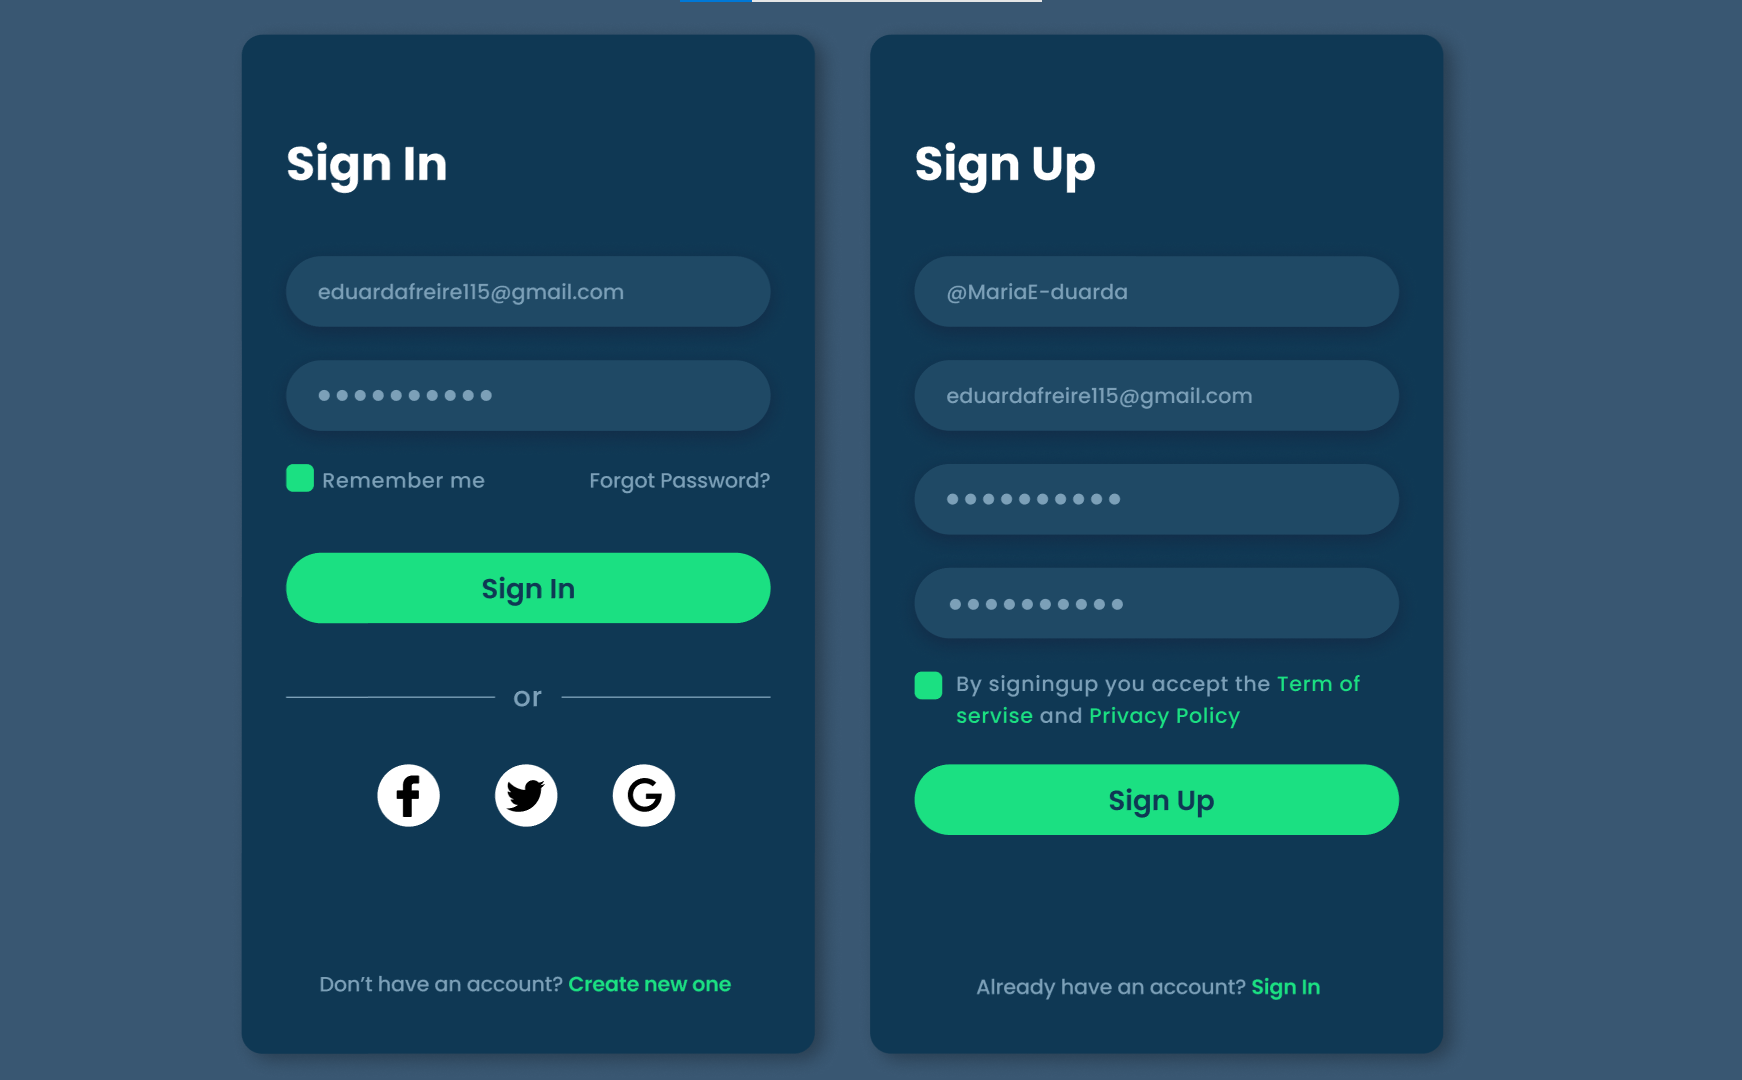 Sign In
eduardafreire115@gmail.com
Remember me
Forgot Password?
Sign In
or
Don't have an account? Create new one
Sign Up
@MariaE-duarda
eduardafreire115@gmail.com
By signingup you accept the Term of
servise and Privacy Policy
Sign Up
Already have an account? Sign In